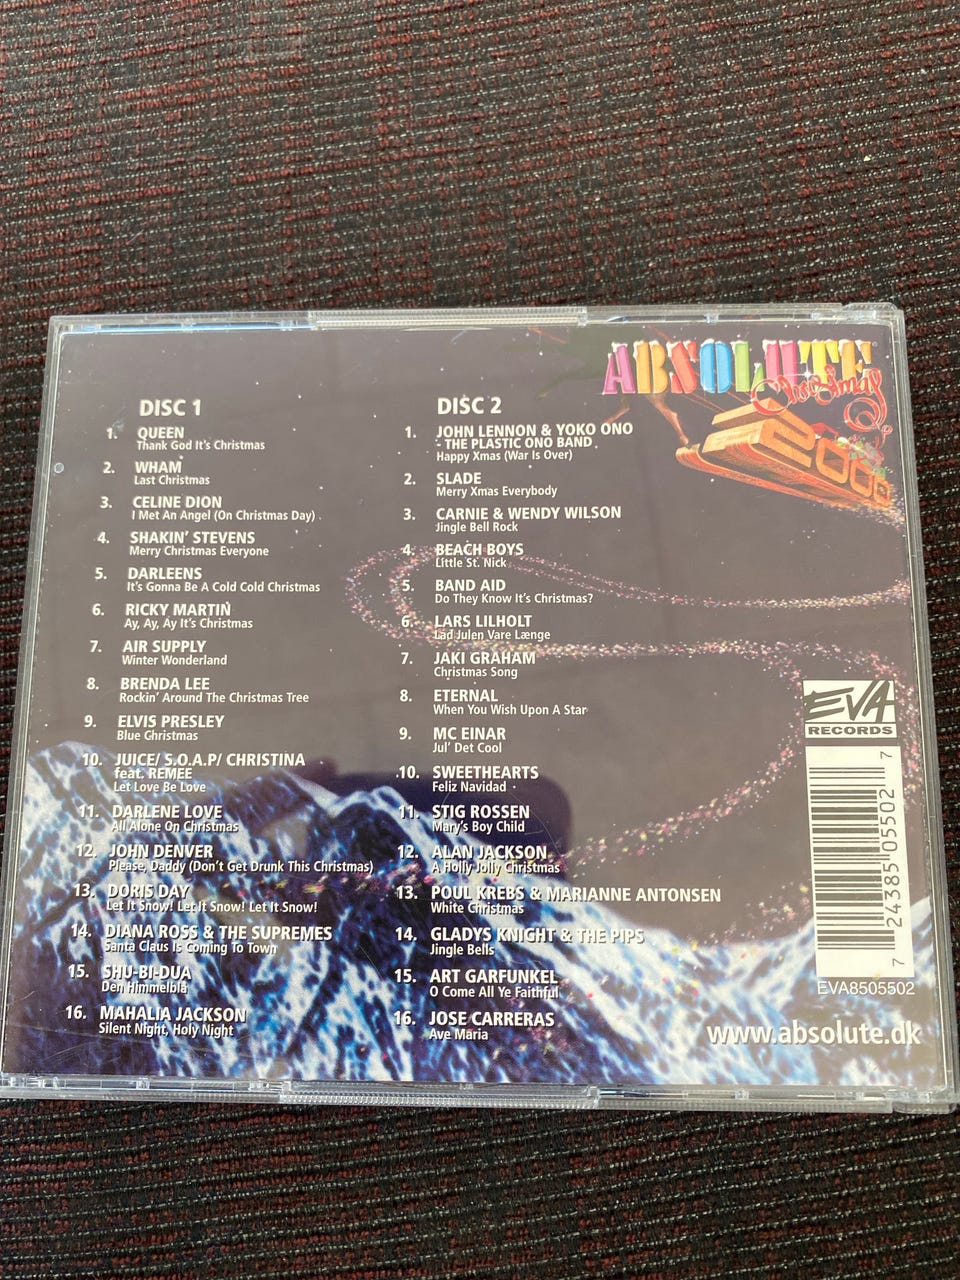 ABSOLUTE
Christmas
2000
DISC 1
1. QUEEN
Thank God It's Christmas
2. WHAM
Last Christmas
3. CELINE DION
I Met An Angel (On Christmas Day)
4. SHAKIN' STEVENS
Merry Christmas Everyone
5. DARLEENS
It's Gonna Be A Cold Cold Christmas
6. RICKY MARTIN
Ay, Ay, Ay It's Christmas
7. AIR SUPPLY
Winter Wonderland
8. BRENDA LEE
Rockin' Around The Christmas Tree
9. ELVIS PRESLEY
Blue Christmas
10. JUICE/ S.O.A.P/ CHRISTINA
feat. REMEE
Let Love Be Love
11. DARLENE LOVE
All Alone On Christmas
12. JOHN DENVER
Please, Daddy (Don't Get Drunk This Christmas)
13. DORIS DAY
Let It Snow! Let It Snow! Let It Snow!
14. DIANA ROSS & THE SUPREMES
Santa Claus Is Coming To Town
15. SHU-BI-DUA
Den Himmelblå
16. MAHALIA JACKSON
Silent Night, Holy Night
DISC 2
1. JOHN LENNON & YOKO ONO
- THE PLASTIC ONO BAND
Happy Xmas (War Is Over)
2. SLADE
Merry Xmas Everybody
3. CARNIE & WENDY WILSON
Jingle Bell Rock
4. BEACH BOYS
Little St. Nick
5. BAND AID
Do They Know It's Christmas?
6. LARS LILHOLT
Lad Julen Vare Længe
7. JAKI GRAHAM
Christmas Song
8. ETERNAL
When You Wish Upon A Star
9. MC EINAR
Jul' Det Cool
10. SWEETHEARTS
Feliz Navidad
11. STIG ROSSEN
Mary's Boy Child
12. ALAN JACKSON
A Holly Jolly Christmas
13. POUL KREBS & MARIANNE ANTONSEN
White Christmas
14. GLADYS KNIGHT & THE PIPS
Jingle Bells
15. ART GARFUNKEL
O Come All Ye Faithful
16. JOSE CARRERAS
Ave Maria
EVA
RECORDS
7 24385 05502 7
EVA8505502
www.absolute.dk